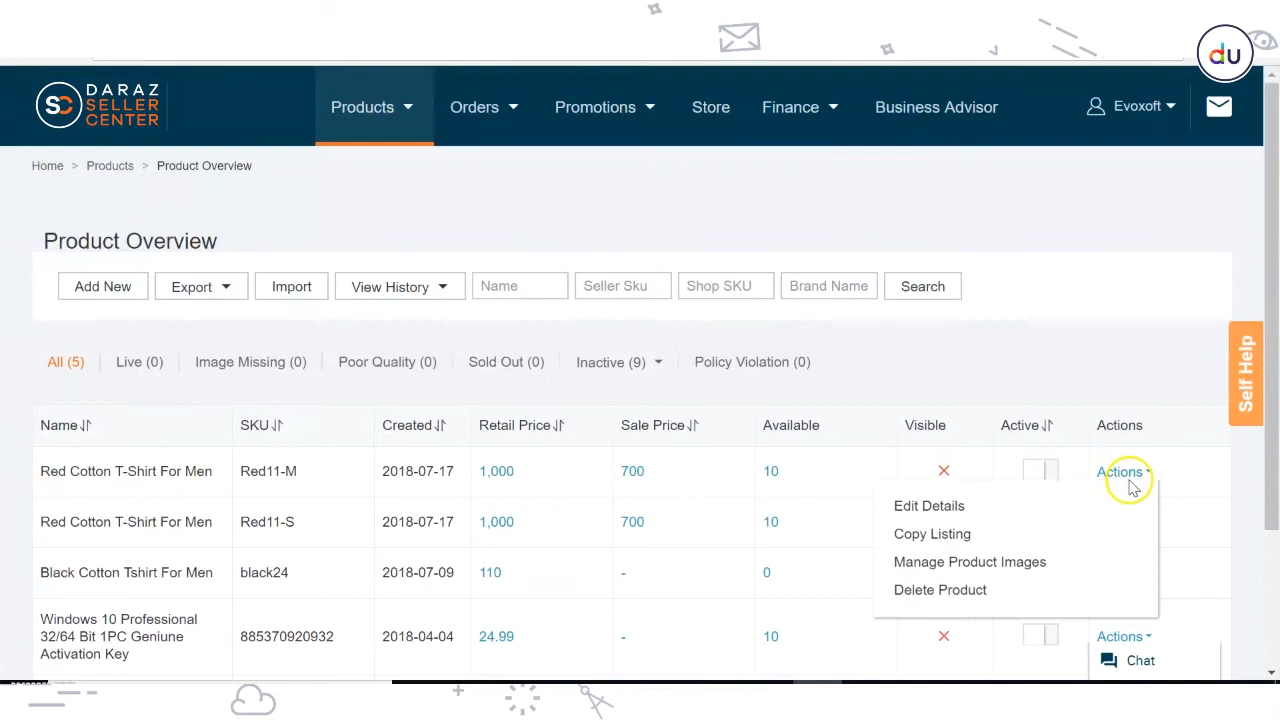 du
SC DARAZ
SELLER
CENTER
Products
Orders
Promotions
Store
Finance
Business Advisor
Evoxoft
Home > Products > Product Overview
Product Overview
Add New
Export
Import
View History
Name
Seller Sku
Shop SKU
Brand Name
Search
All (5)
Live (0)
Image Missing (0)
Poor Quality (0)
Sold Out (0)
Inactive (9)
Policy Violation (0)
Self Help
Name SKU Created Retail Price Sale Price Available Visible Active Actions
Red Cotton T-Shirt For Men Red11-M 2018-07-17 1,000 700 10 Actions
Edit Details
Copy Listing
Manage Product Images
Delete Product
Red Cotton T-Shirt For Men Red11-S 2018-07-17 1,000 700 10
Black Cotton Tshirt For Men black24 2018-07-09 110 - 0
Windows 10 Professional
32/64 Bit 1PC Geniune
Activation Key
885370920932 2018-04-04 24.99 - 10 Actions
Chat